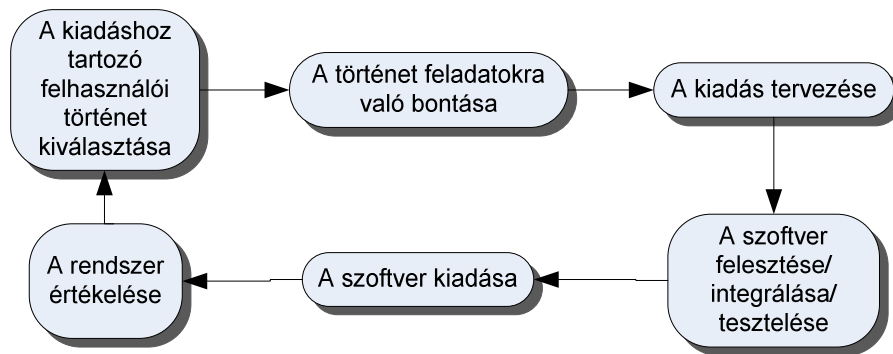 A kiadáshoz
tartozó
felhasználói
történet
kiválasztása
A történet feladatokra
való bontása
A kiadás tervezése
A szoftver
felesztése/
integrálása/
tesztelése
A szoftver kiadása
A rendszer
értékelése